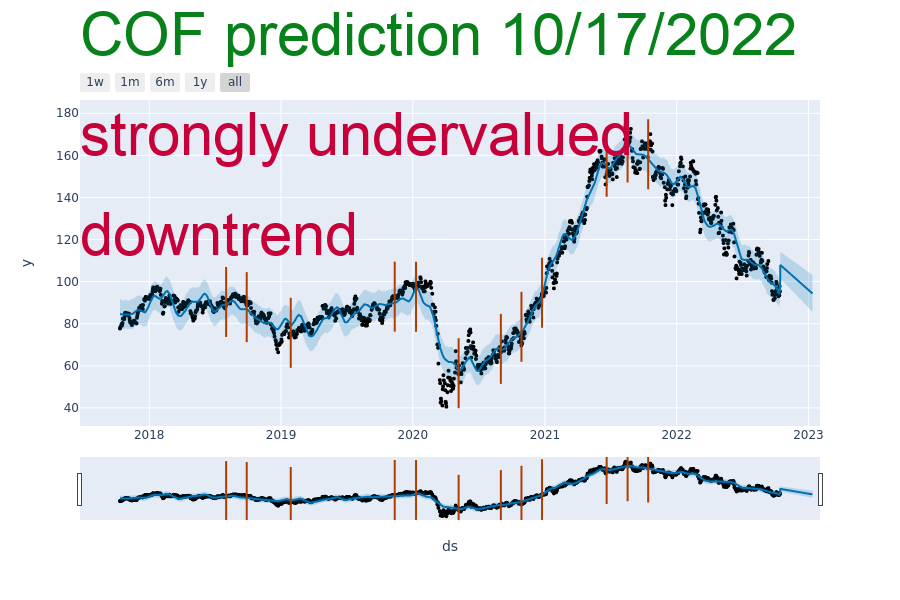 COF prediction 10/17/2022
1w 1m 6m 1y all
180
strongly undervalued
160
140
downtrend
120
y
100
80
60
40
2018 2019 2020 2021 2022 2023
ds